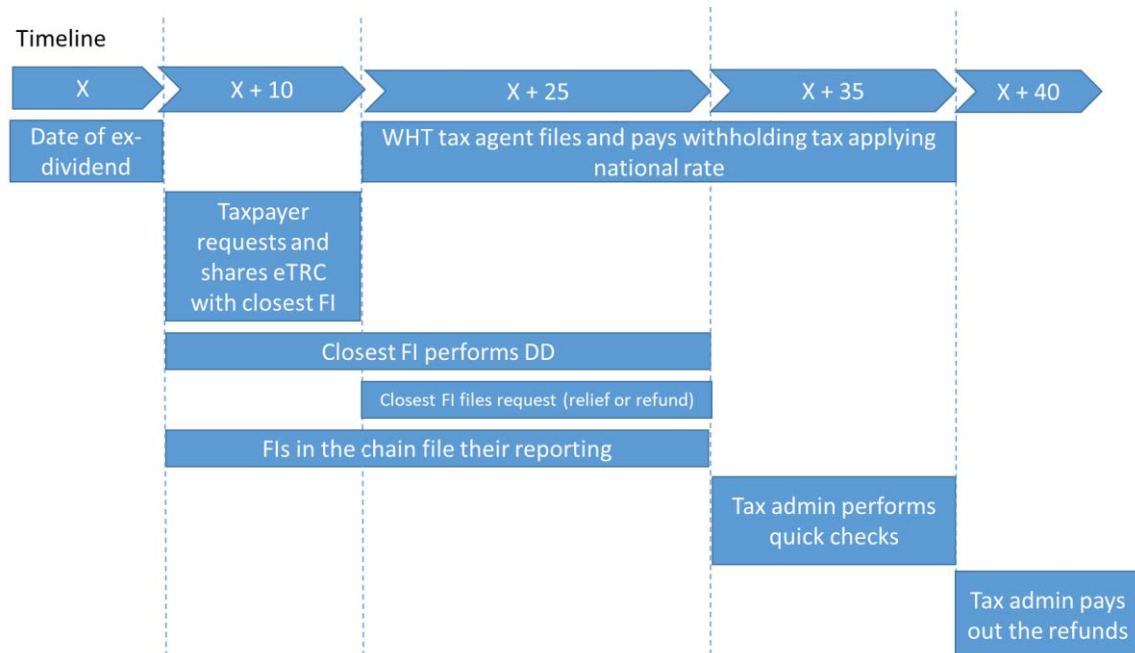 Timeline
X
X + 10
X + 25
X + 35
X + 40
Date of ex-
dividend
WHT tax agent files and pays withholding tax applying
national rate
Taxpayer
requests and
shares eTRC
with closest FI
Closest FI performs DD
Closest FI files request (relief or refund)
FIs in the chain file their reporting
Tax admin performs
quick checks
Tax admin pays
out the refunds